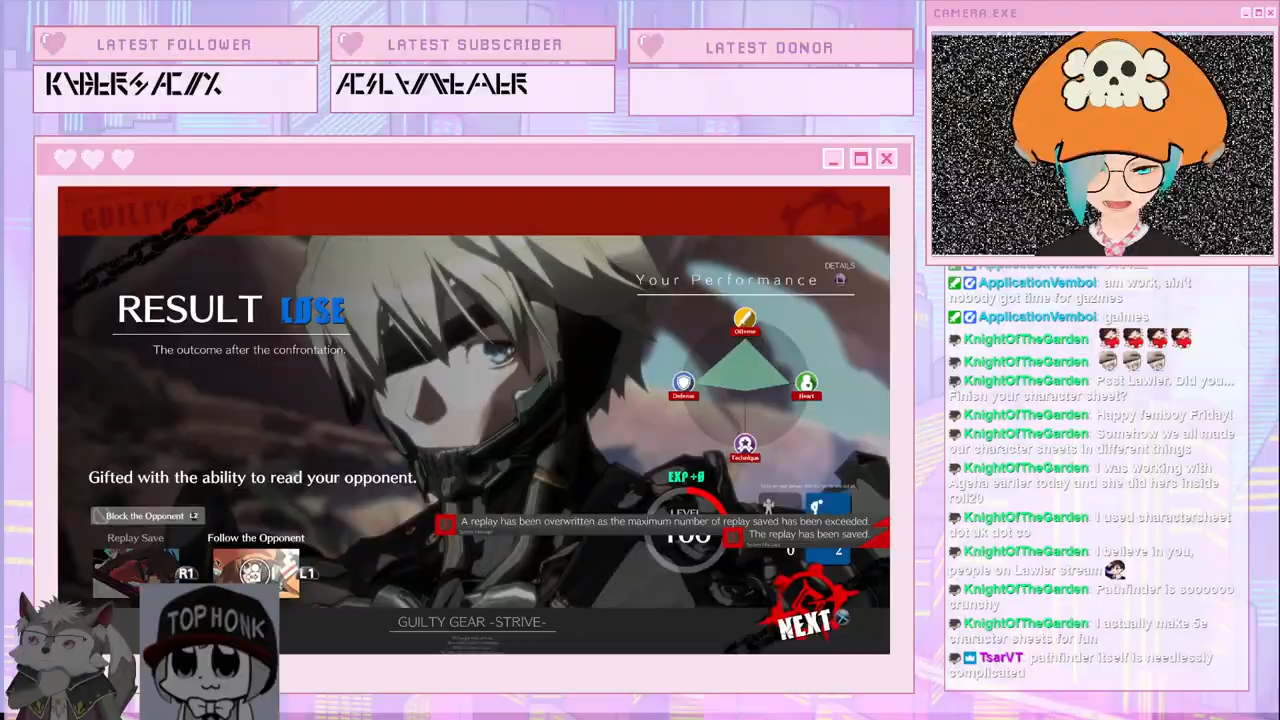 LATEST FOLLOWER
LATEST SUBSCRIBER
LATEST DONOR
CAMERA.EXE
RESULT LOSE
The outcome after the confrontation.
Your Performance
DETAILS
Offense
Defense
Heart
Technique
Gifted with the ability to read your opponent.
Block the Opponent L2
Replay Save
Follow the Opponent
R1
L1
EXP +0
LEVEL
A replay has been overwritten as the maximum number of replay saved has been exceeded.
The replay has been saved.
0
2
NEXT
GUILTY GEAR -STRIVE-
TOP HONK
ApplicationVembol: am work, ain't
nobody got time for gazmes
ApplicationVembol: gaimes
KnightOfTheGarden:
KnightOfTheGarden:
KnightOfTheGarden: Psst Lawler. Did you...
Finish your character sheet?
KnightOfTheGarden: Happy femboy Friday!
KnightOfTheGarden: Somehow we all made
our character sheets in different things
KnightOfTheGarden: I was working with
Ageha earlier today and she did hers inside
roll20
KnightOfTheGarden: I used charactersheet
dot uk dot co
KnightOfTheGarden: I believe in you,
people on Lawler stream
KnightOfTheGarden: Pathfinder is soooooo
crunchy
KnightOfTheGarden: I actually make 5e
character sheets for fun
TsarVT: pathfinder itself is needlessly
complicated